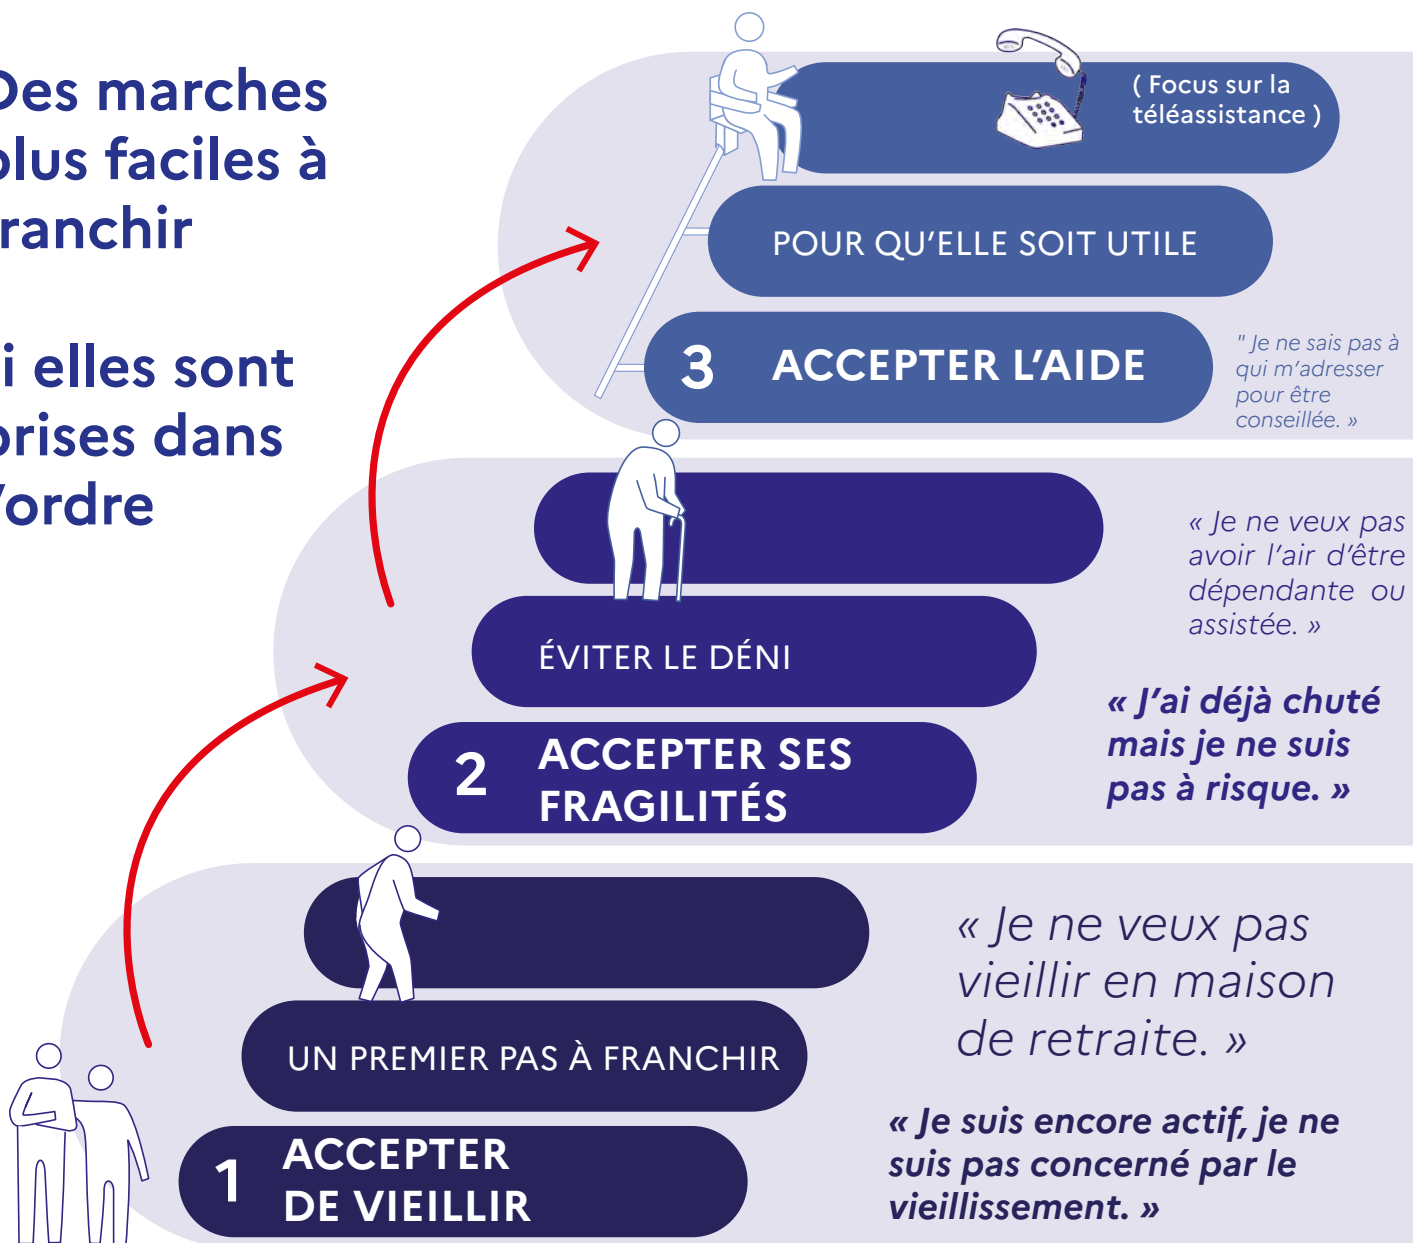 Des marches
plus faciles à
franchir
si elles sont
prises dans
l'ordre
( Focus sur la
téléassistance )
POUR QU'ELLE SOIT UTILE
3 ACCEPTER L'AIDE
" Je ne sais pas à
qui m'adresser
pour être
conseillée. »
« Je ne veux pas
avoir l'air d'être
dépendante ou
assistée. »
ÉVITER LE DÉNI
« J'ai déjà chuté
mais je ne suis
pas à risque. »
2 ACCEPTER SES
FRAGILITÉS
« Je ne veux pas
vieillir en maison
de retraite. »
UN PREMIER PAS À FRANCHIR
« Je suis encore actif, je ne
suis pas concerné par le
vieillissement. »
1 ACCEPTER
DE VIEILLIR